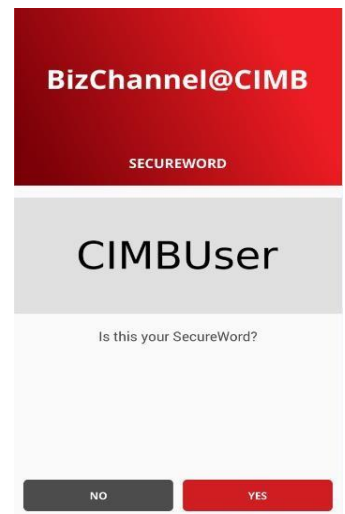 BizChannel@CIMB
SECUREWORD
CIMBUser
Is this your SecureWord?
NO YES